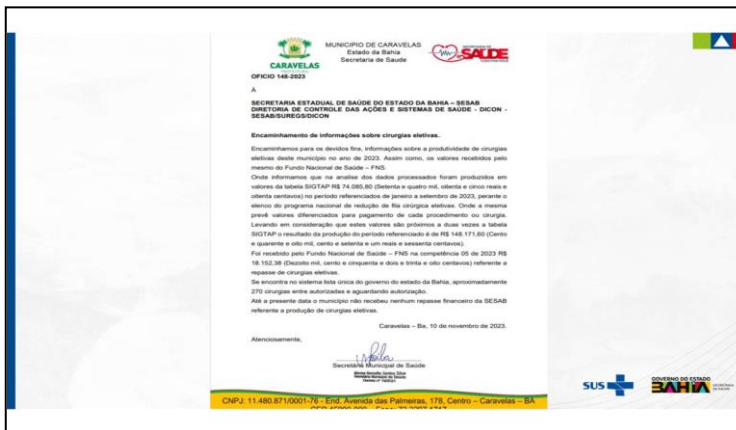 MUNICIPIO DE CARAVELAS
Estado da Bahia
Secretaria de Saude
CARAVELAS
SAÚDE
OFICIO 148-2023
A
SECRETARIA ESTADUAL DE SAÚDE DO ESTADO DA BAHIA – SESAB
DIRETORIA DE CONTROLE DAS AÇÕES E SISTEMAS DE SAÚDE - DICON -
SESAB/SUREGS/DICON
Encaminhamento de informações sobre cirurgias eletivas.
Encaminhamos para os devidos fins, informações sobre a produtividade de cirurgias
eletivas deste município no ano de 2023. Assim como, os valores recebidos pelo
mesmo do Fundo Nacional de Saúde – FNS.
Onde informamos que na analise dos dados processados foram produzidos em
valores da tabela SIGTAP R$ 74.085,80 (Setenta e quatro mil, oitenta e cinco reais e
oitenta centavos) no período referenciados de janeiro a setembro de 2023, perante o
elenco do programa nacional de redução de fila cirúrgica eletivas. Onde a mesma
prevê valores diferenciados para pagamento de cada procedimento ou cirurgia.
Levando em consideração que estes valores são próximos a duas vezes a tabela
SIGTAP o resultado da produção do período referenciado é de R$ 148.171,60 (Cento
e quarente e oito mil, cento e setenta e um reais e sessenta centavos).
Foi recebido pelo Fundo Nacional de Saúde – FNS na competência 05 de 2023 R$
18.152,38 (Dezoito mil, cento e cinquenta e dois e trinta e oito centavos) referente a
repasse de cirurgias eletivas.
Se encontra no sistema lista única do governo do estado da Bahia, aproximadamente
270 cirurgias entre autorizadas e aguardando autorização.
Até a presente data o município não recebeu nenhum repasse financeiro da SESAB
referente a produção de cirurgias eletivas.
Caravelas – Ba, 10 de novembro de 2023.
Atenciosamente,
Secretária Municipal de Saúde
CNPJ: 11.480.871/0001-76 - End. Avenida das Palmeiras, 178, Centro – Caravelas – BA
SUS
GOVERNO DO ESTADO
BAHIA